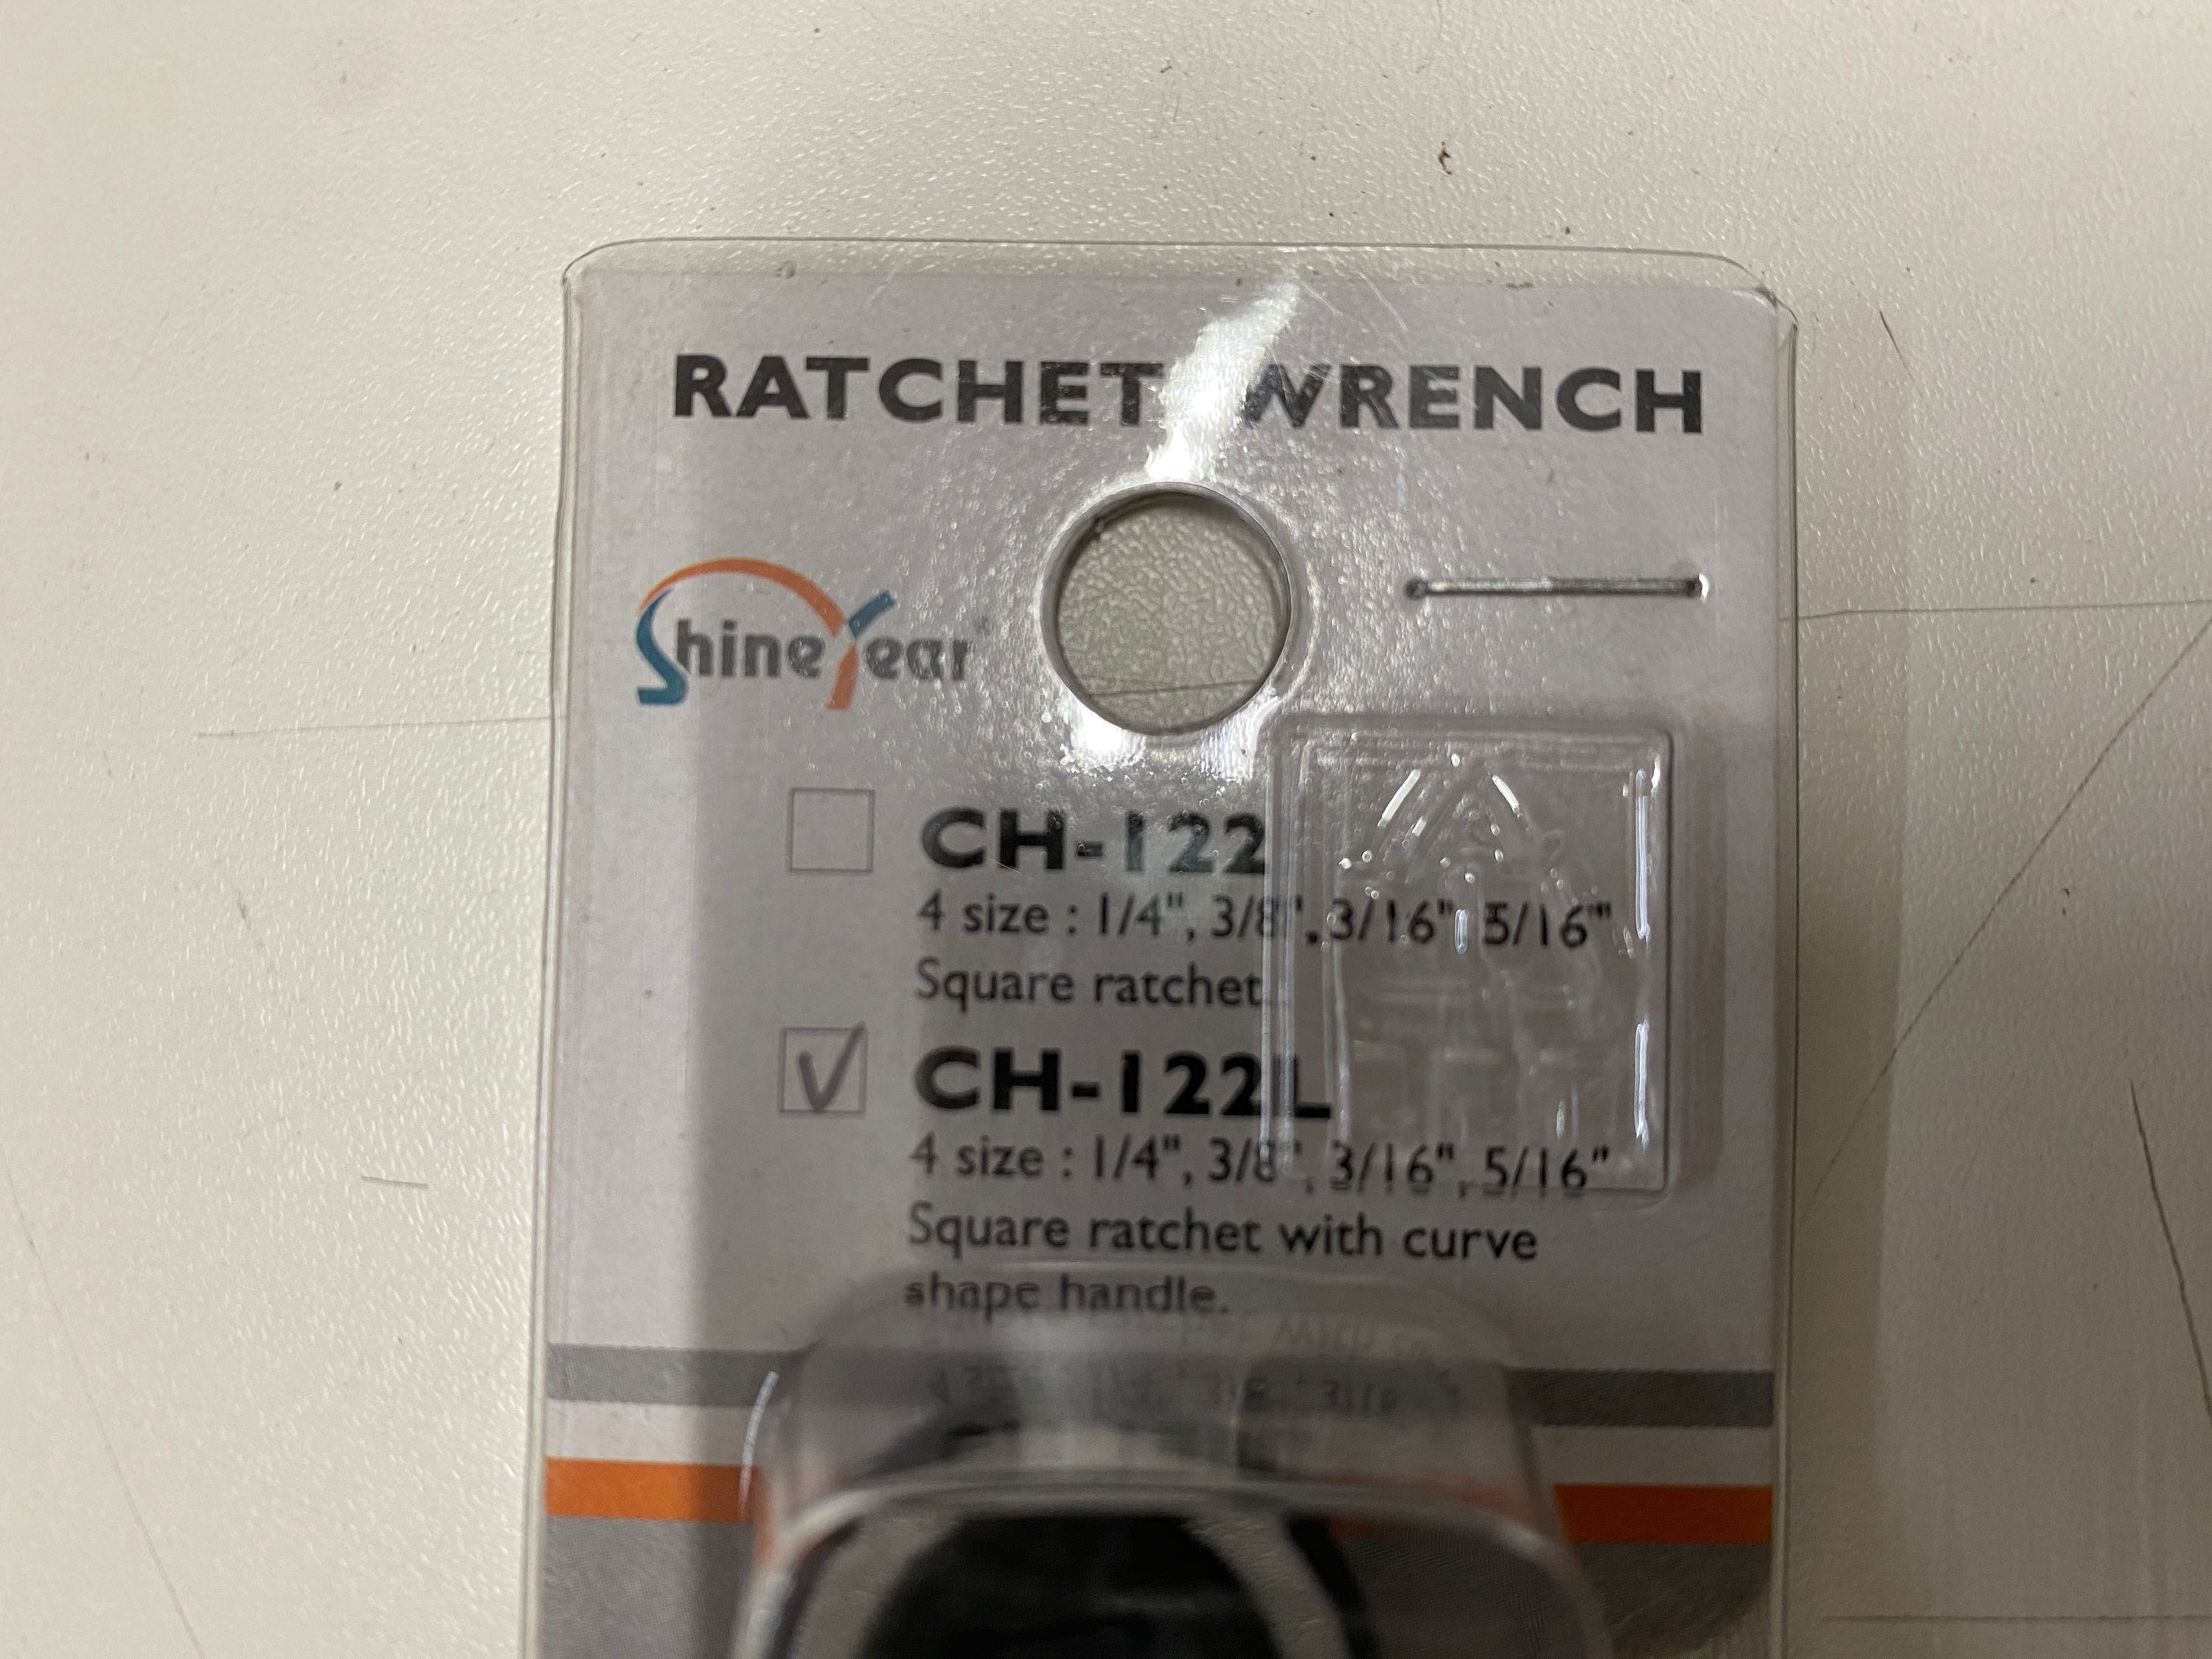 RATCHET WRENCH
ShineYear
CH-122
4 size : 1/4", 3/8", 3/16", 5/16"'
Square ratchet
CH-122L
4 size : 1/4", 3/8", 3/16", 5/16"
Square ratchet with curve
shape handle.